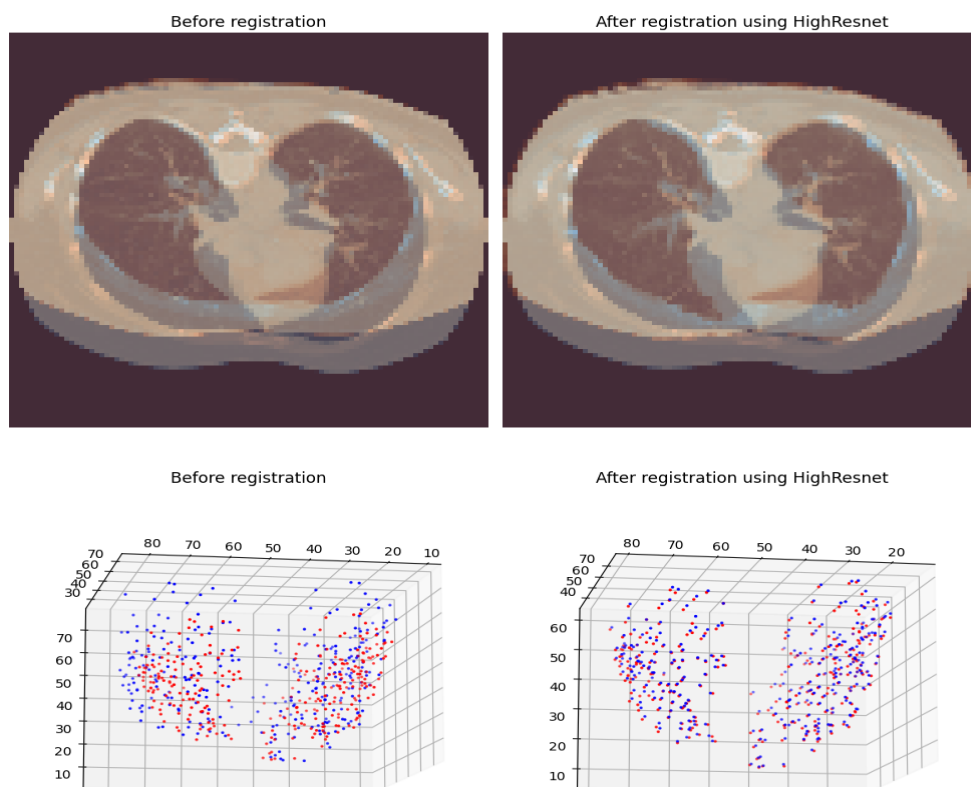 Before registration
After registration using HighResnet
Before registration
After registration using HighResnet
70 60 50 40 30
80 70 60 50 40 30 20 10
70 60 50 40 30 20 10
70 60 50 40
80 70 60 50 40 30 20
60 50 40 30 20 10